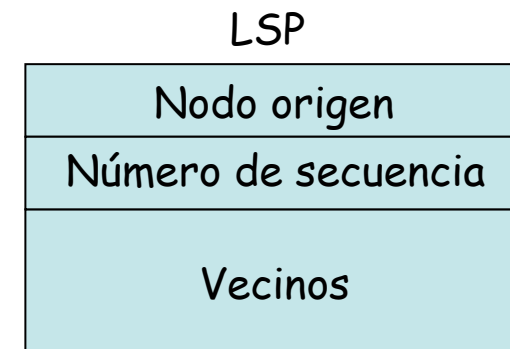 LSP
Nodo origen
Número de secuencia
Vecinos